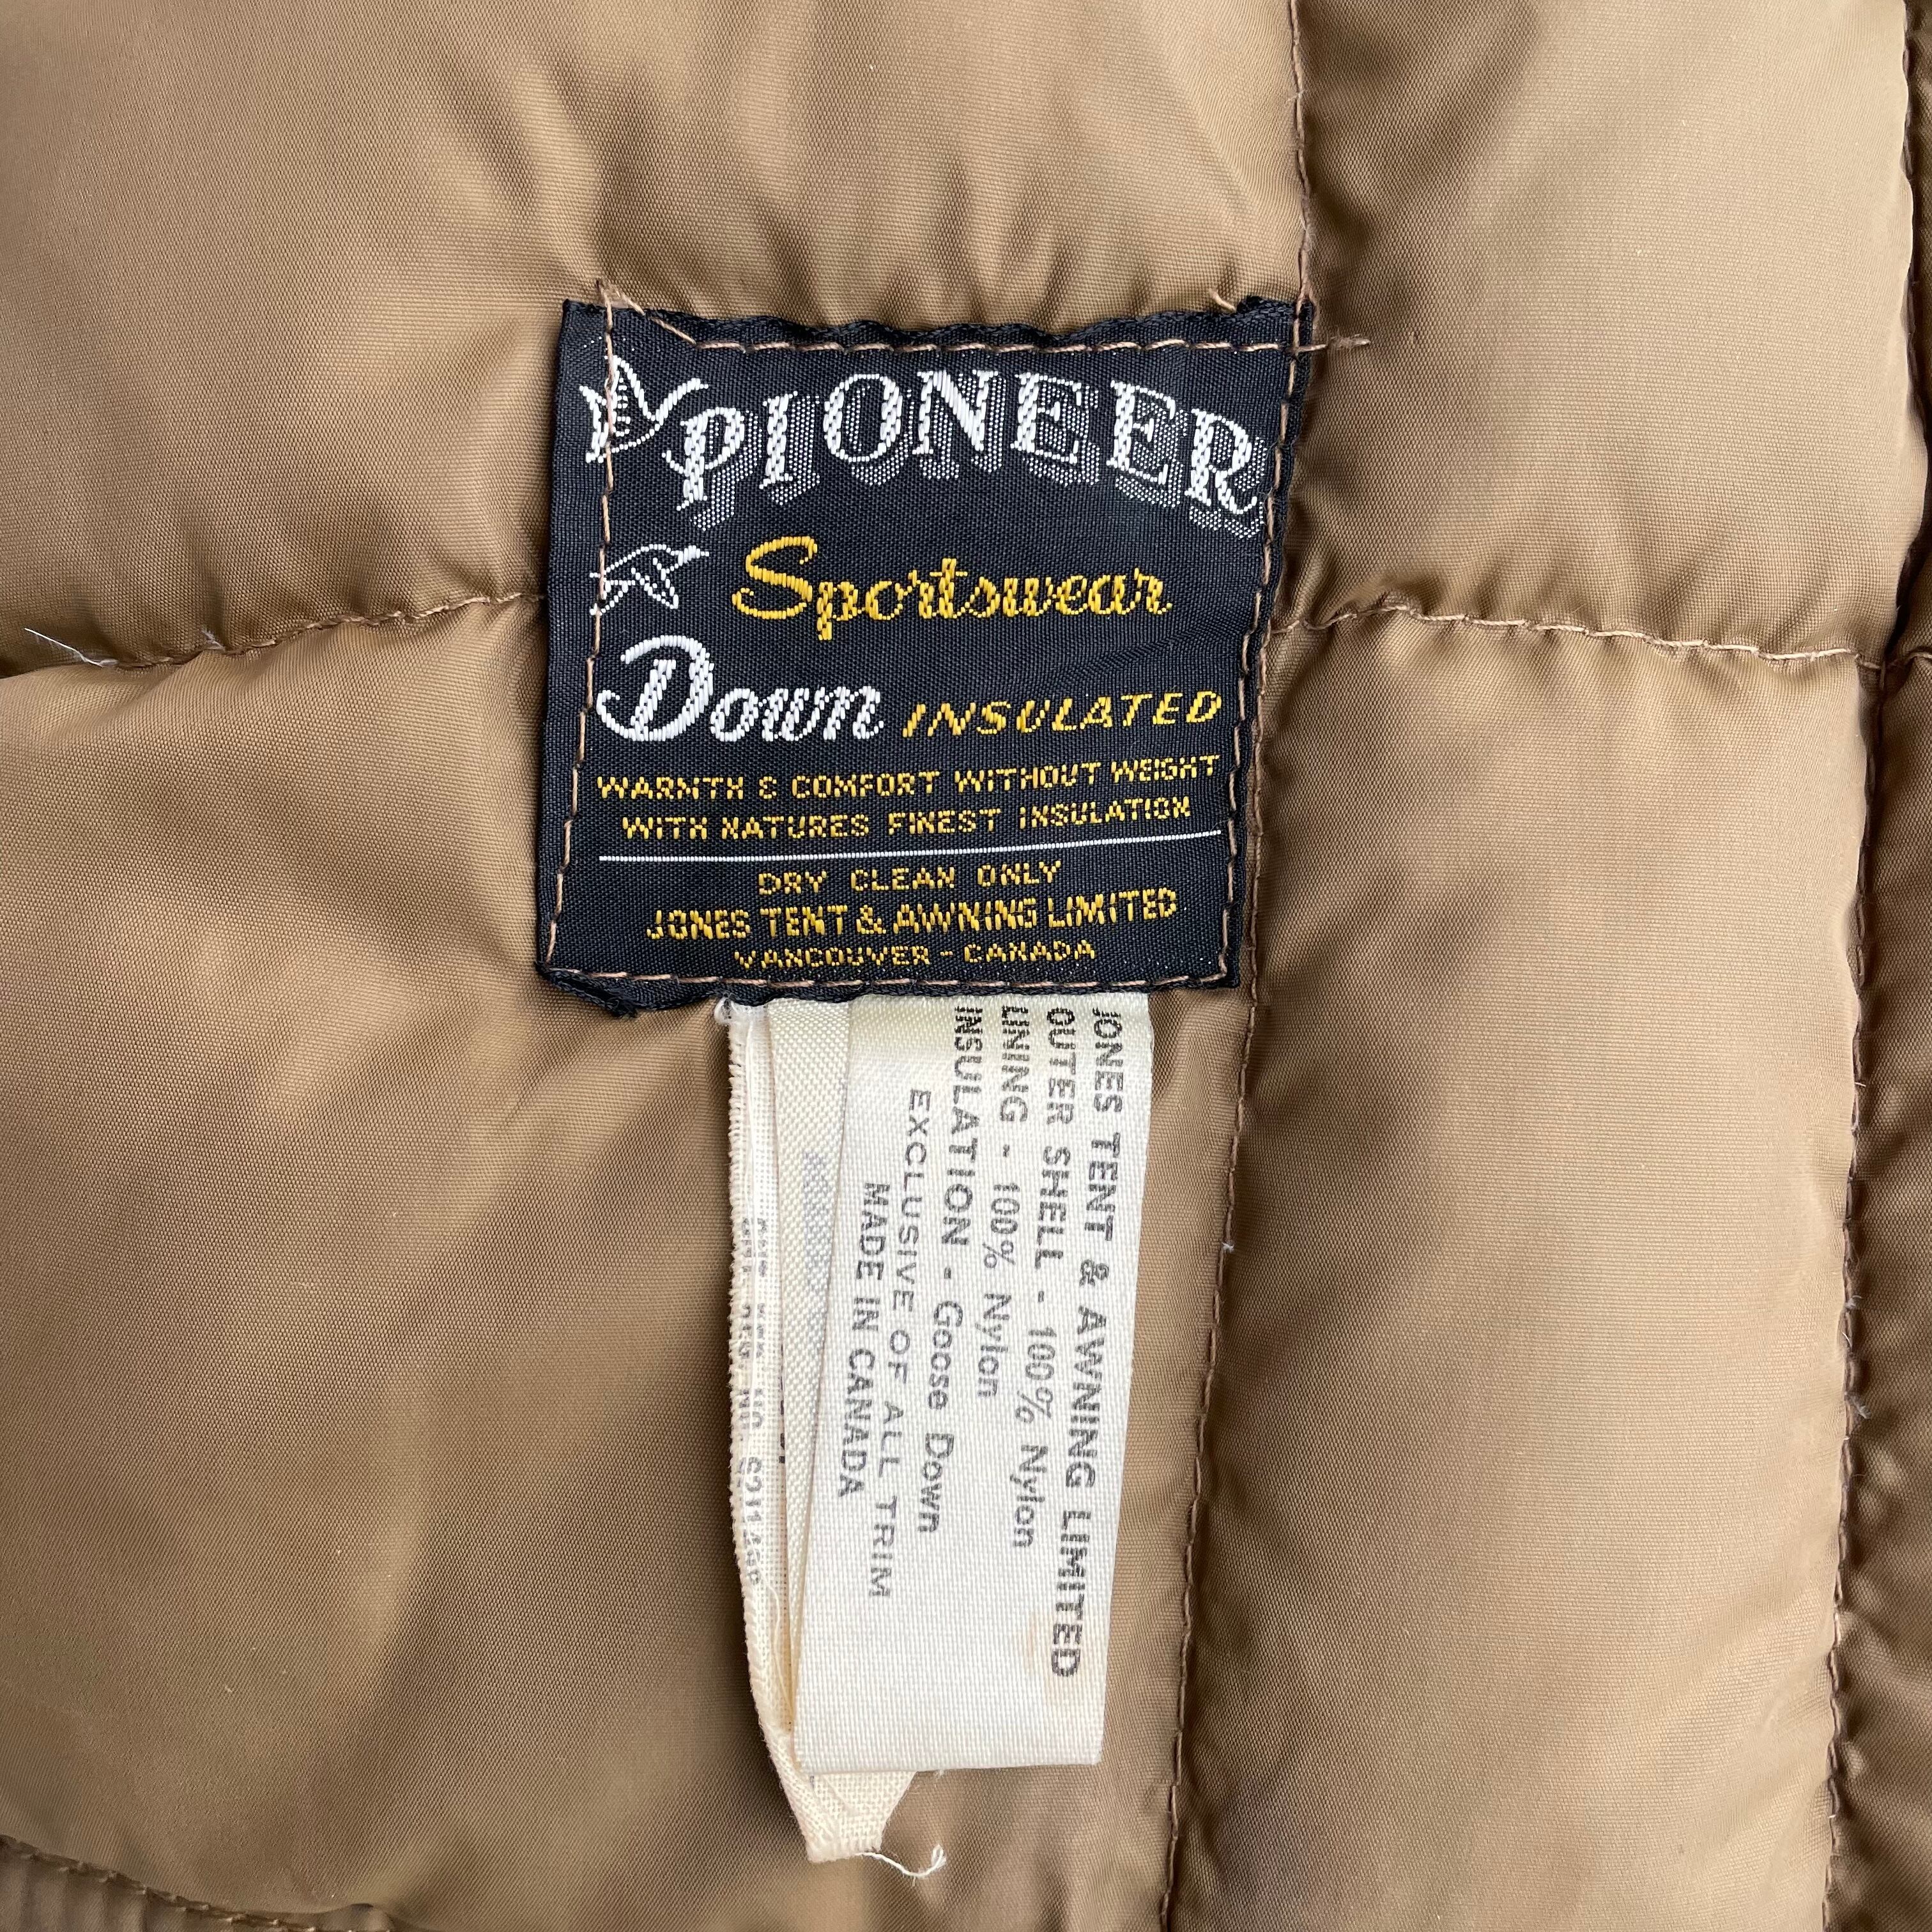 PIONEER
Sportswear
Down INSULATED
WARMTH & COMFORT WITHOUT WEIGHT
WITH NATURES FINEST INSULATION
DRY CLEAN ONLY
JONES TENT & AWNING LIMITED
VANCOUVER - CANADA
JONES TENT & AWNING LIMITED
OUTER SHELL - 100% Nylon
LINING - 100% Nylon
INSULATION - Goose Down
EXCLUSIVE OF ALL TRIM
MADE IN CANADA